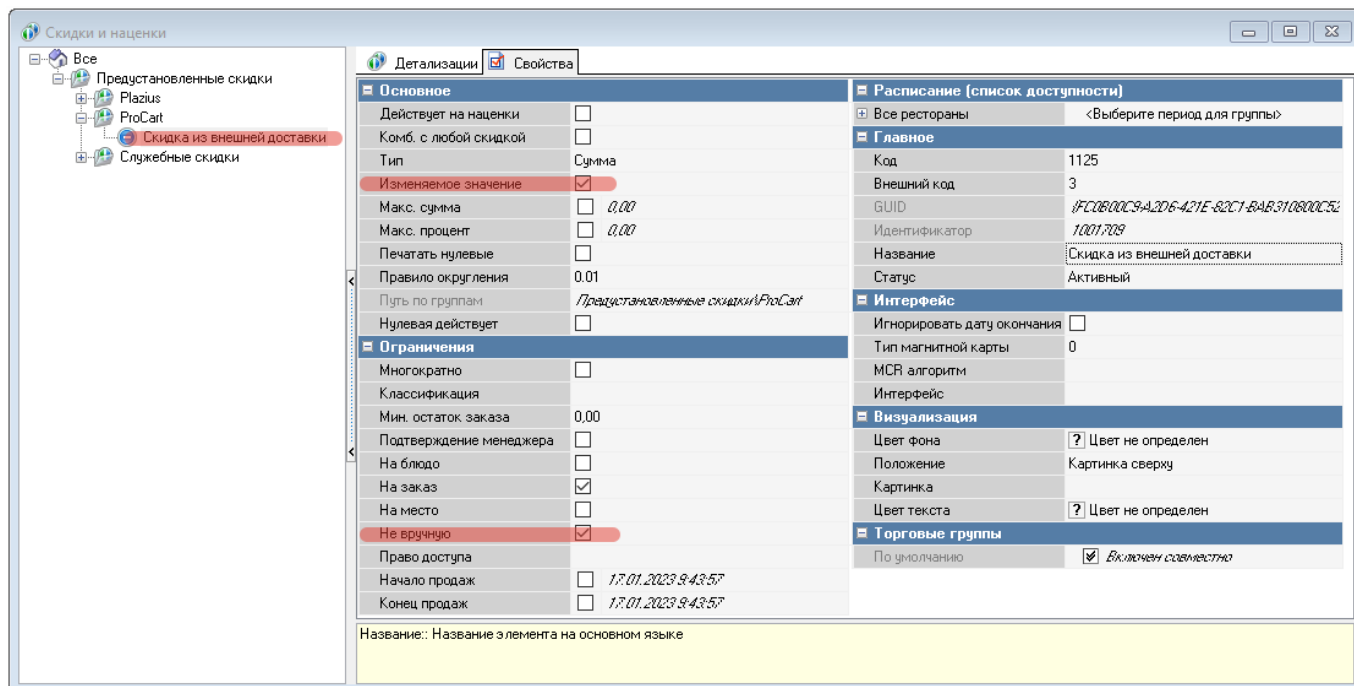 Скидки и наценки
Все
Предустановленные скидки
Plazius
ProCart
Скидка из внешней доставки
Служебные скидки
Детализации Свойства
Основное
Действует на наценки
Комб. с любой скидкой
Тип Сумма
Изменяемое значение
Макс. сумма 0,00
Макс. процент 0,00
Печатать нулевые
Правило округления 0.01
Путь по группам Предустановленные скидки\ProCart
Нулевая действует
Ограничения
Многократно
Классификация
Мин. остаток заказа 0,00
Подтверждение менеджера
На блюдо
На заказ
На место
Не вручную
Право доступа
Начало продаж 17.01.2023 9:43:57
Конец продаж 17.01.2023 9:43:57
Расписание (список доступности)
Все рестораны <Выберите период для группы>
Главное
Код 1125
Внешний код 3
GUID {FC0B00C9-A2D6-421E-82C1-BAB310800C52
Идентификатор 1001709
Название Скидка из внешней доставки
Статус Активный
Интерфейс
Игнорировать дату окончания
Тип магнитной карты 0
MCR алгоритм
Интерфейс
Визуализация
Цвет фона ? Цвет не определен
Положение Картинка сверху
Картинка
Цвет текста ? Цвет не определен
Торговые группы
По умолчанию Включен совместно
Название:: Название элемента на основном языке